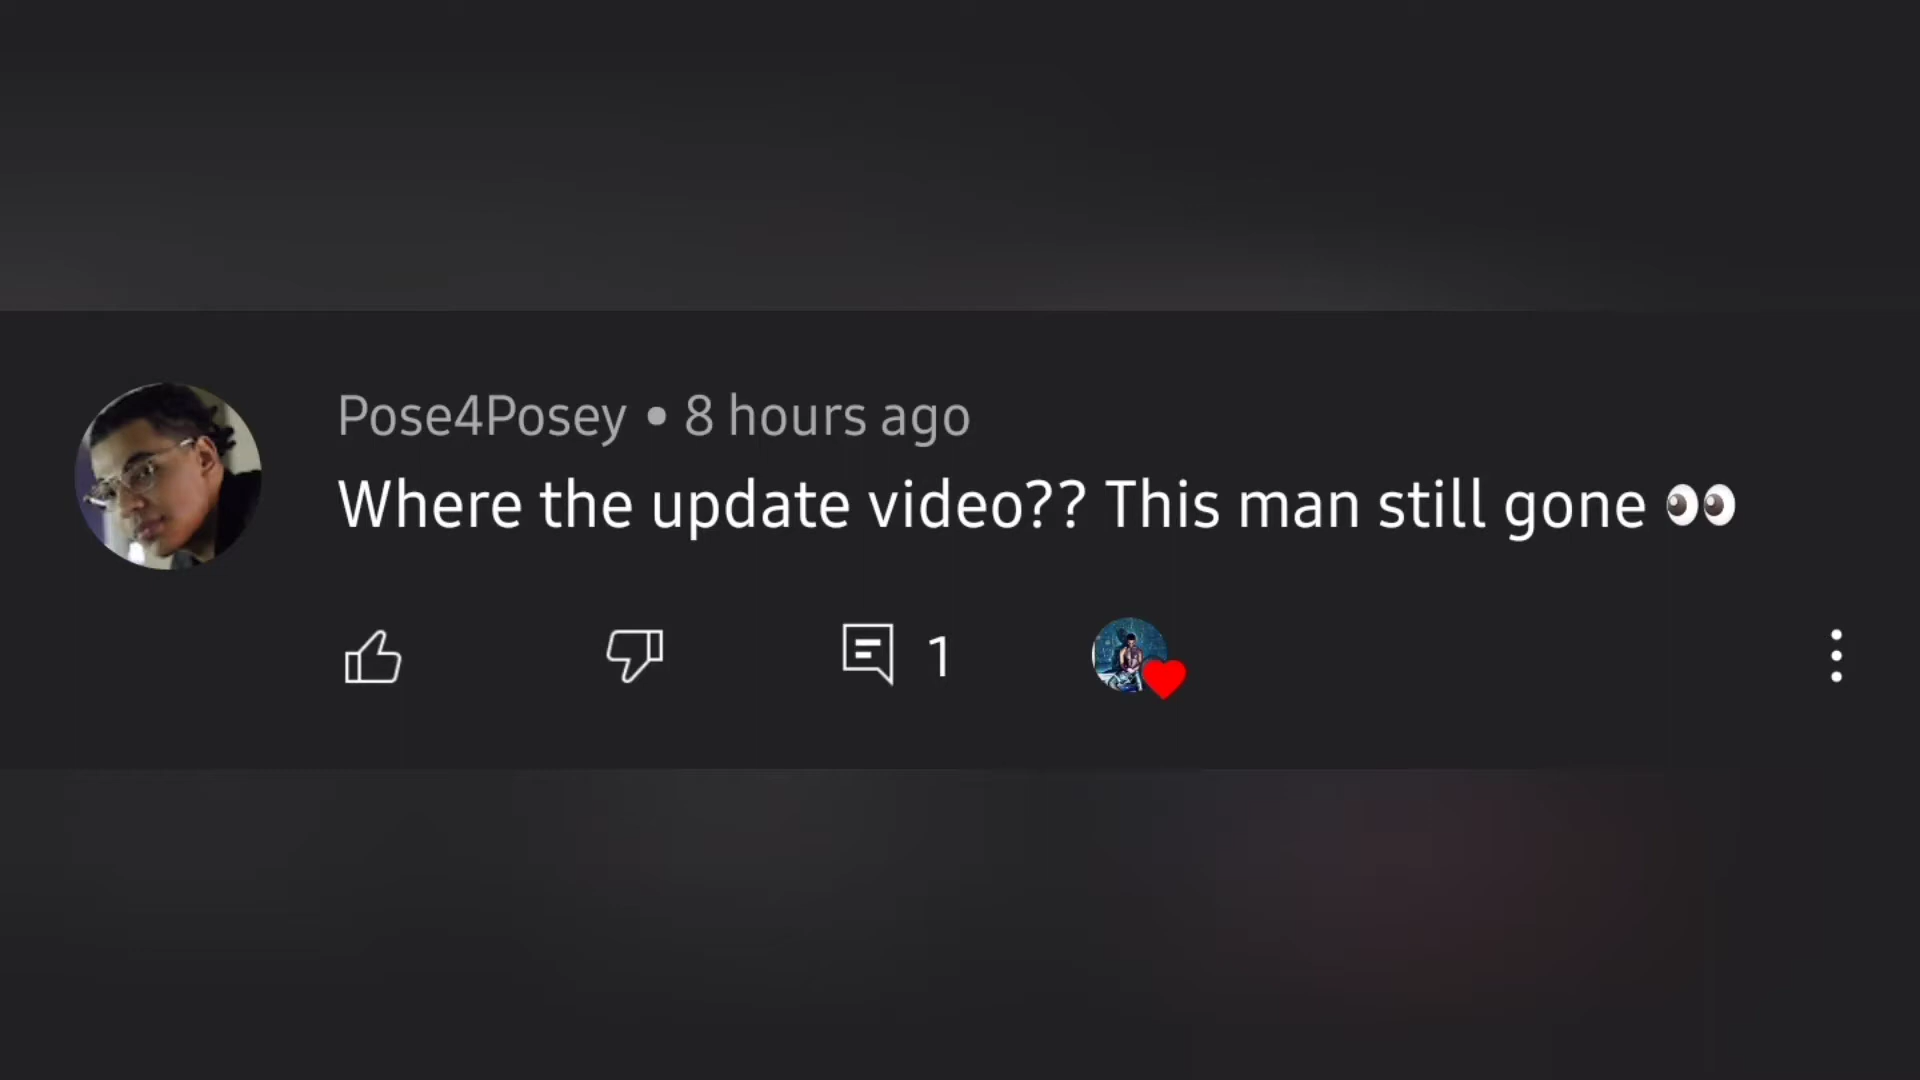 Pose4Posey • 8 hours ago
Where the update video?? This man still gone 👀
1